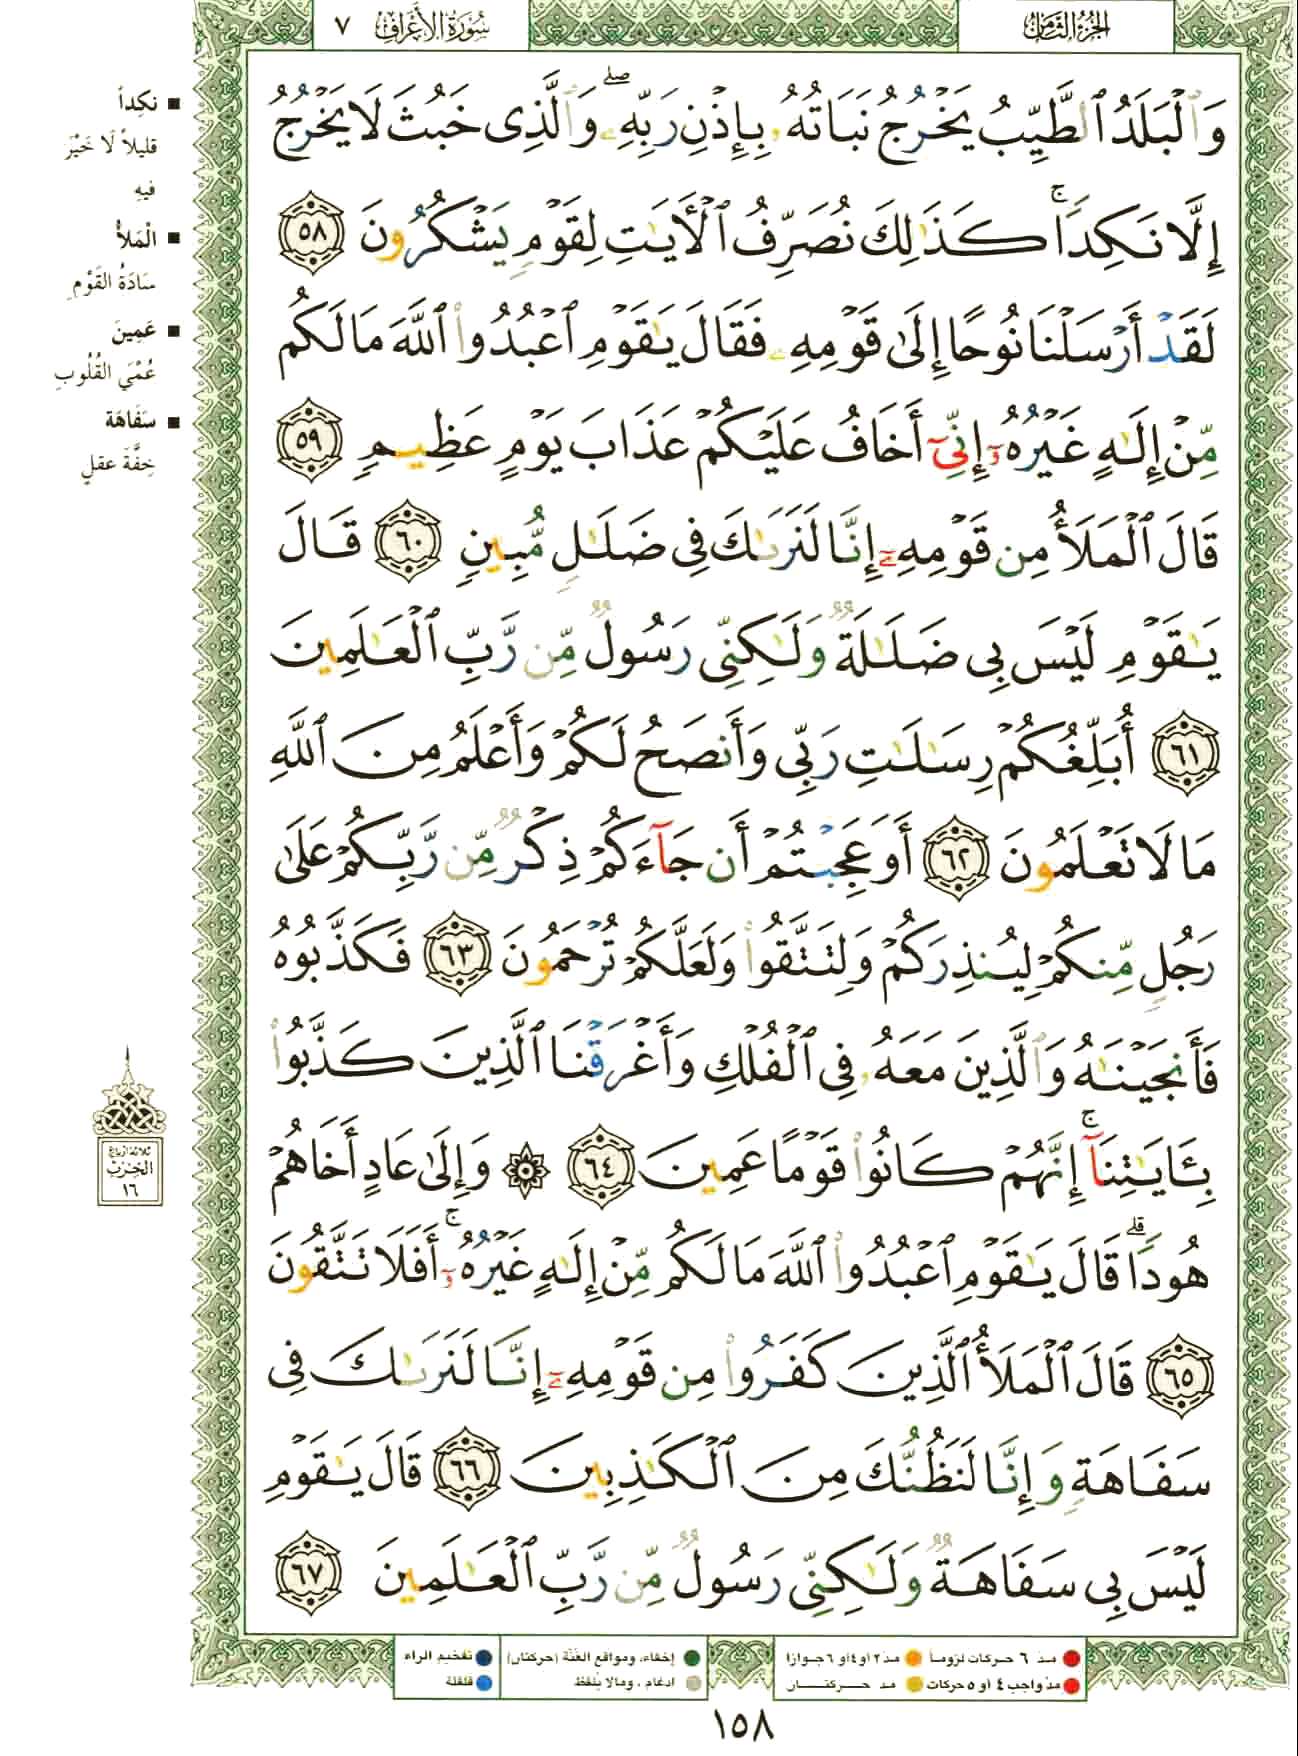 الجزء الثامن
سورة الأعراف ٧
وَٱلْبَلَدُ ٱلطَّيِّبُ يَخْرُجُ نَبَاتُهُۥ بِإِذْنِ رَبِّهِۦ ۖ وَٱلَّذِى خَبُثَ لَا يَخْرُجُ
إِلَّا نَكِدًا ۚ كَذَٰلِكَ نُصَرِّفُ ٱلْـَٔايَٰتِ لِقَوْمٍ يَشْكُرُونَ ٥٨
لَقَدْ أَرْسَلْنَا نُوحًا إِلَىٰ قَوْمِهِۦ فَقَالَ يَٰقَوْمِ ٱعْبُدُوا۟ ٱللَّهَ مَا لَكُم
مِّنْ إِلَٰهٍ غَيْرُهُۥٓ إِنِّىٓ أَخَافُ عَلَيْكُمْ عَذَابَ يَوْمٍ عَظِيمٍ ٥٩
قَالَ ٱلْمَلَأُ مِن قَوْمِهِۦٓ إِنَّا لَنَرَىٰكَ فِى ضَلَٰلٍ مُّبِينٍ ٦٠ قَالَ
يَٰقَوْمِ لَيْسَ بِى ضَلَٰلَةٌ وَلَٰكِنِّى رَسُولٌ مِّن رَّبِّ ٱلْعَٰلَمِينَ
٦١ أُبَلِّغُكُمْ رِسَٰلَٰتِ رَبِّى وَأَنصَحُ لَكُمْ وَأَعْلَمُ مِنَ ٱللَّهِ
مَا لَا تَعْلَمُونَ ٦٢ أَوَعَجِبْتُمْ أَن جَآءَكُمْ ذِكْرٌ مِّن رَّبِّكُمْ عَلَىٰ
رَجُلٍ مِّنكُمْ لِيُنذِرَكُمْ وَلِتَتَّقُوا۟ وَلَعَلَّكُمْ تُرْحَمُونَ ٦٣ فَكَذَّبُوهُ
فَأَنجَيْنَٰهُ وَٱلَّذِينَ مَعَهُۥ فِى ٱلْفُلْكِ وَأَغْرَقْنَا ٱلَّذِينَ كَذَّبُوا۟
بِـَٔايَٰتِنَآ ۚ إِنَّهُمْ كَانُوا۟ قَوْمًا عَمِينَ ٦٤ ۞ وَإِلَىٰ عَادٍ أَخَاهُمْ
هُودًا ۗ قَالَ يَٰقَوْمِ ٱعْبُدُوا۟ ٱللَّهَ مَا لَكُم مِّنْ إِلَٰهٍ غَيْرُهُۥٓ ۚ أَفَلَا تَتَّقُونَ
٦٥ قَالَ ٱلْمَلَأُ ٱلَّذِينَ كَفَرُوا۟ مِن قَوْمِهِۦٓ إِنَّا لَنَرَىٰكَ فِى
سَفَاهَةٍ وَإِنَّا لَنَظُنُّكَ مِنَ ٱلْكَٰذِبِينَ ٦٦ قَالَ يَٰقَوْمِ
لَيْسَ بِى سَفَاهَةٌ وَلَٰكِنِّى رَسُولٌ مِّن رَّبِّ ٱلْعَٰلَمِينَ ٦٧
■ نَكِداً
قليلاً لَا خَيْرَ
فيهِ
■ الْمَلأُ
سَادَةُ القَوْمِ
■ عَمِينَ
عُمْيَ القُلُوبِ
■ سَفَاهَة
خِفَّةَ عقلٍ
ثلاثة أرباع
الحزب
١٦
مد ٦ حركات لزوماً
مد ٢ أو ٤ أو ٦ جوازاً
مد واجب ٤ أو ٥ حركات
مد حركتان
إخفاء، ومواقع الغنة (حركتان)
ادغام، ومالا يلفظ
تفخيم الراء
قلقلة
١٥٨